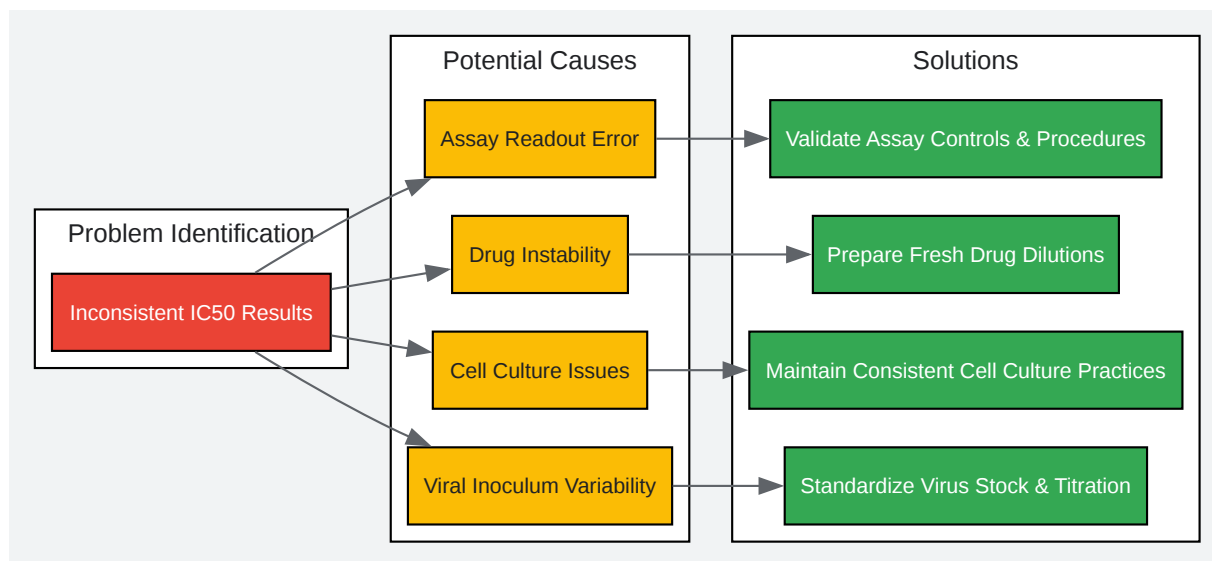 Problem Identification
Inconsistent IC50 Results
Potential Causes
Assay Readout Error
Drug Instability
Cell Culture Issues
Viral Inoculum Variability
Solutions
Validate Assay Controls & Procedures
Prepare Fresh Drug Dilutions
Maintain Consistent Cell Culture Practices
Standardize Virus Stock & Titration